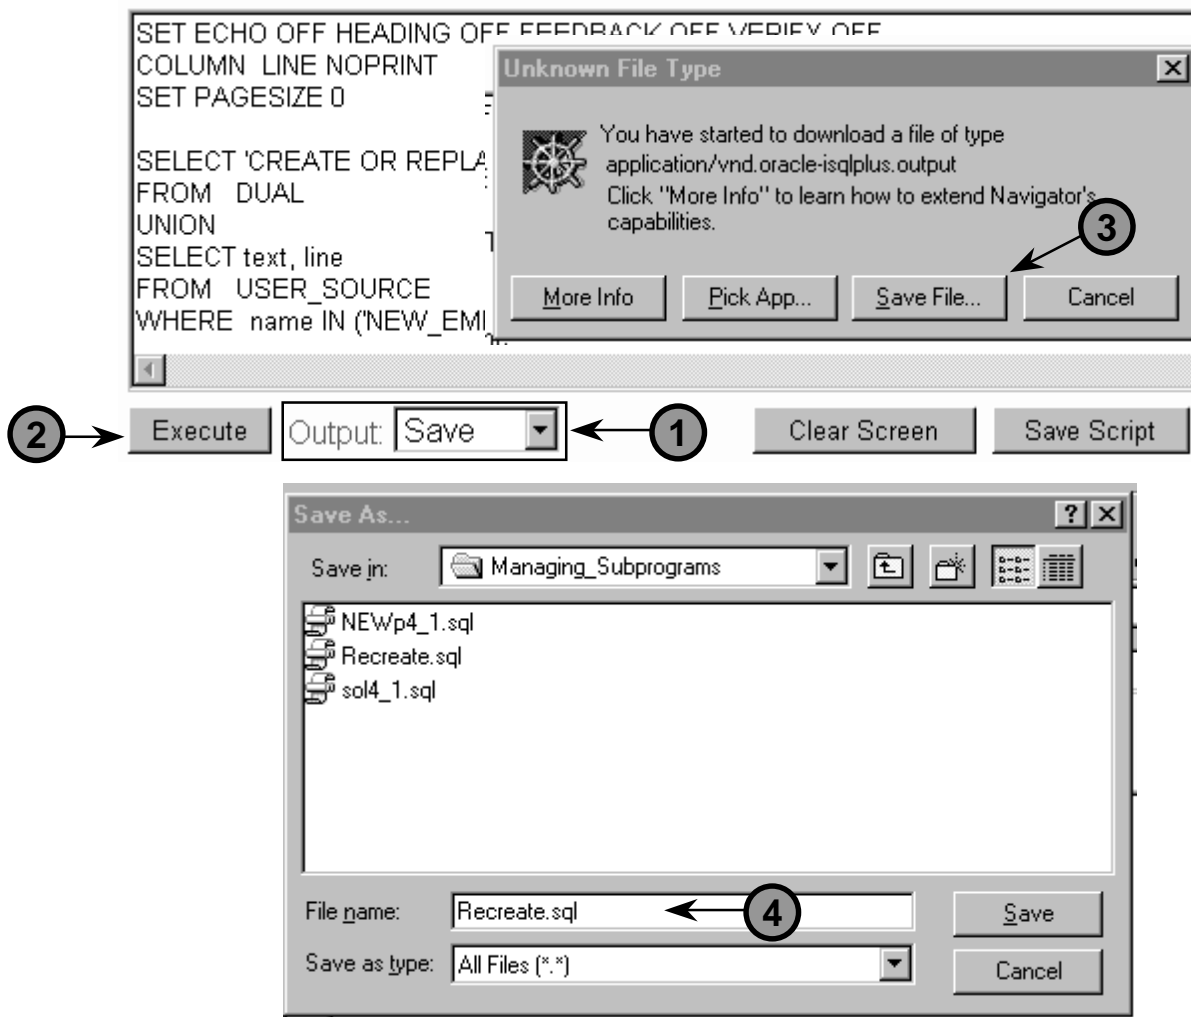 SET ECHO OFF HEADING OFF FEEDBACK OFF VERIFY OFF
COLUMN LINE NOPRINT
SET PAGESIZE 0
SELECT 'CREATE OR REPLA
FROM DUAL
UNION
SELECT text, line
FROM USER_SOURCE
WHERE name IN ('NEW_EM
Unknown File Type
You have started to download a file of type
application/vnd.oracle-isqlplus.output
Click "More Info" to learn how to extend Navigator's
capabilities.
3
More Info Pick App... Save File... Cancel
2 Execute Output: Save 1 Clear Screen Save Script
Save As...
Save in: Managing_Subprograms
NEWp4_1.sql
Recreate.sql
sol4_1.sql
File name: Recreate.sql 4 Save
Save as type: All Files (*.*) Cancel